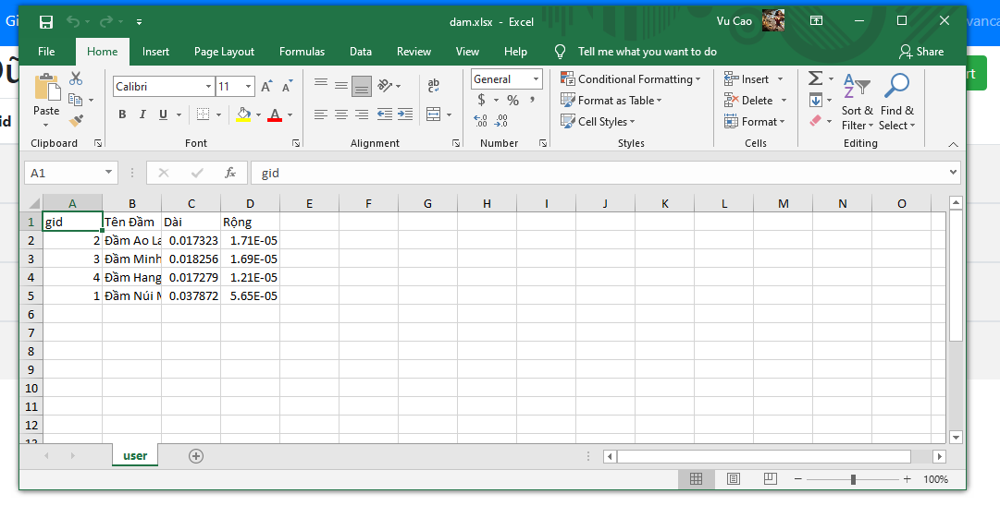 Gi
dam.xlsx - Excel
Vu Cao
vanca
File Home Insert Page Layout Formulas Data Review View Help Tell me what you want to do Share
Calibri 11
General
Conditional Formatting
Insert
Paste
B I U
A
$ % ,
Format as Table
Delete
Cell Styles
Format
Sort & Filter
Find & Select
Clipboard Font Alignment Number Styles Cells Editing
A1 fx gid
A B C D E F G H I J K L M N O
1 gid Tên Đầm Dài Rộng
2 2 Đầm Ao La 0.017323 1.71E-05
3 3 Đầm Minh 0.018256 1.69E-05
4 4 Đầm Hang 0.017279 1.21E-05
5 1 Đầm Núi M 0.037872 5.65E-05
6
7
8
9
10
11
12
user
100%
id
rt